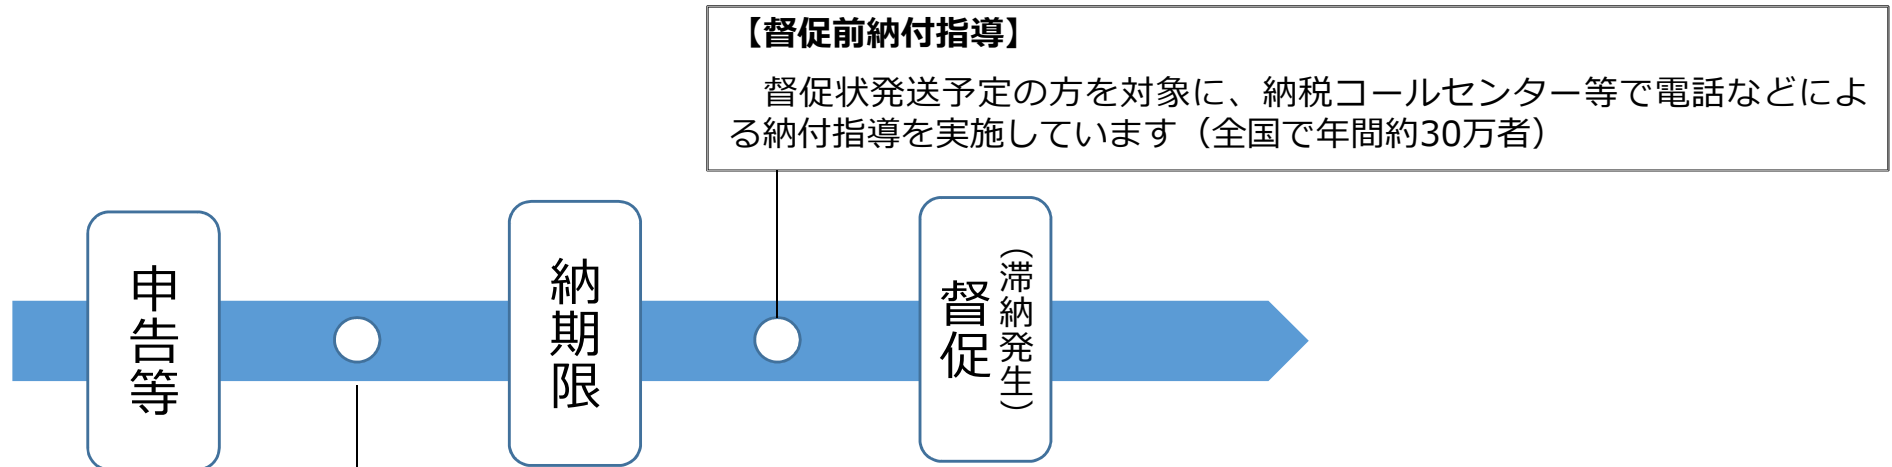 【督促前納付指導】
督促状発送予定の方を対象に、納税コールセンター等で電話などによ
る納付指導を実施しています（全国で年間約30万者）
申告等
納期限
督促
（滞納発生）